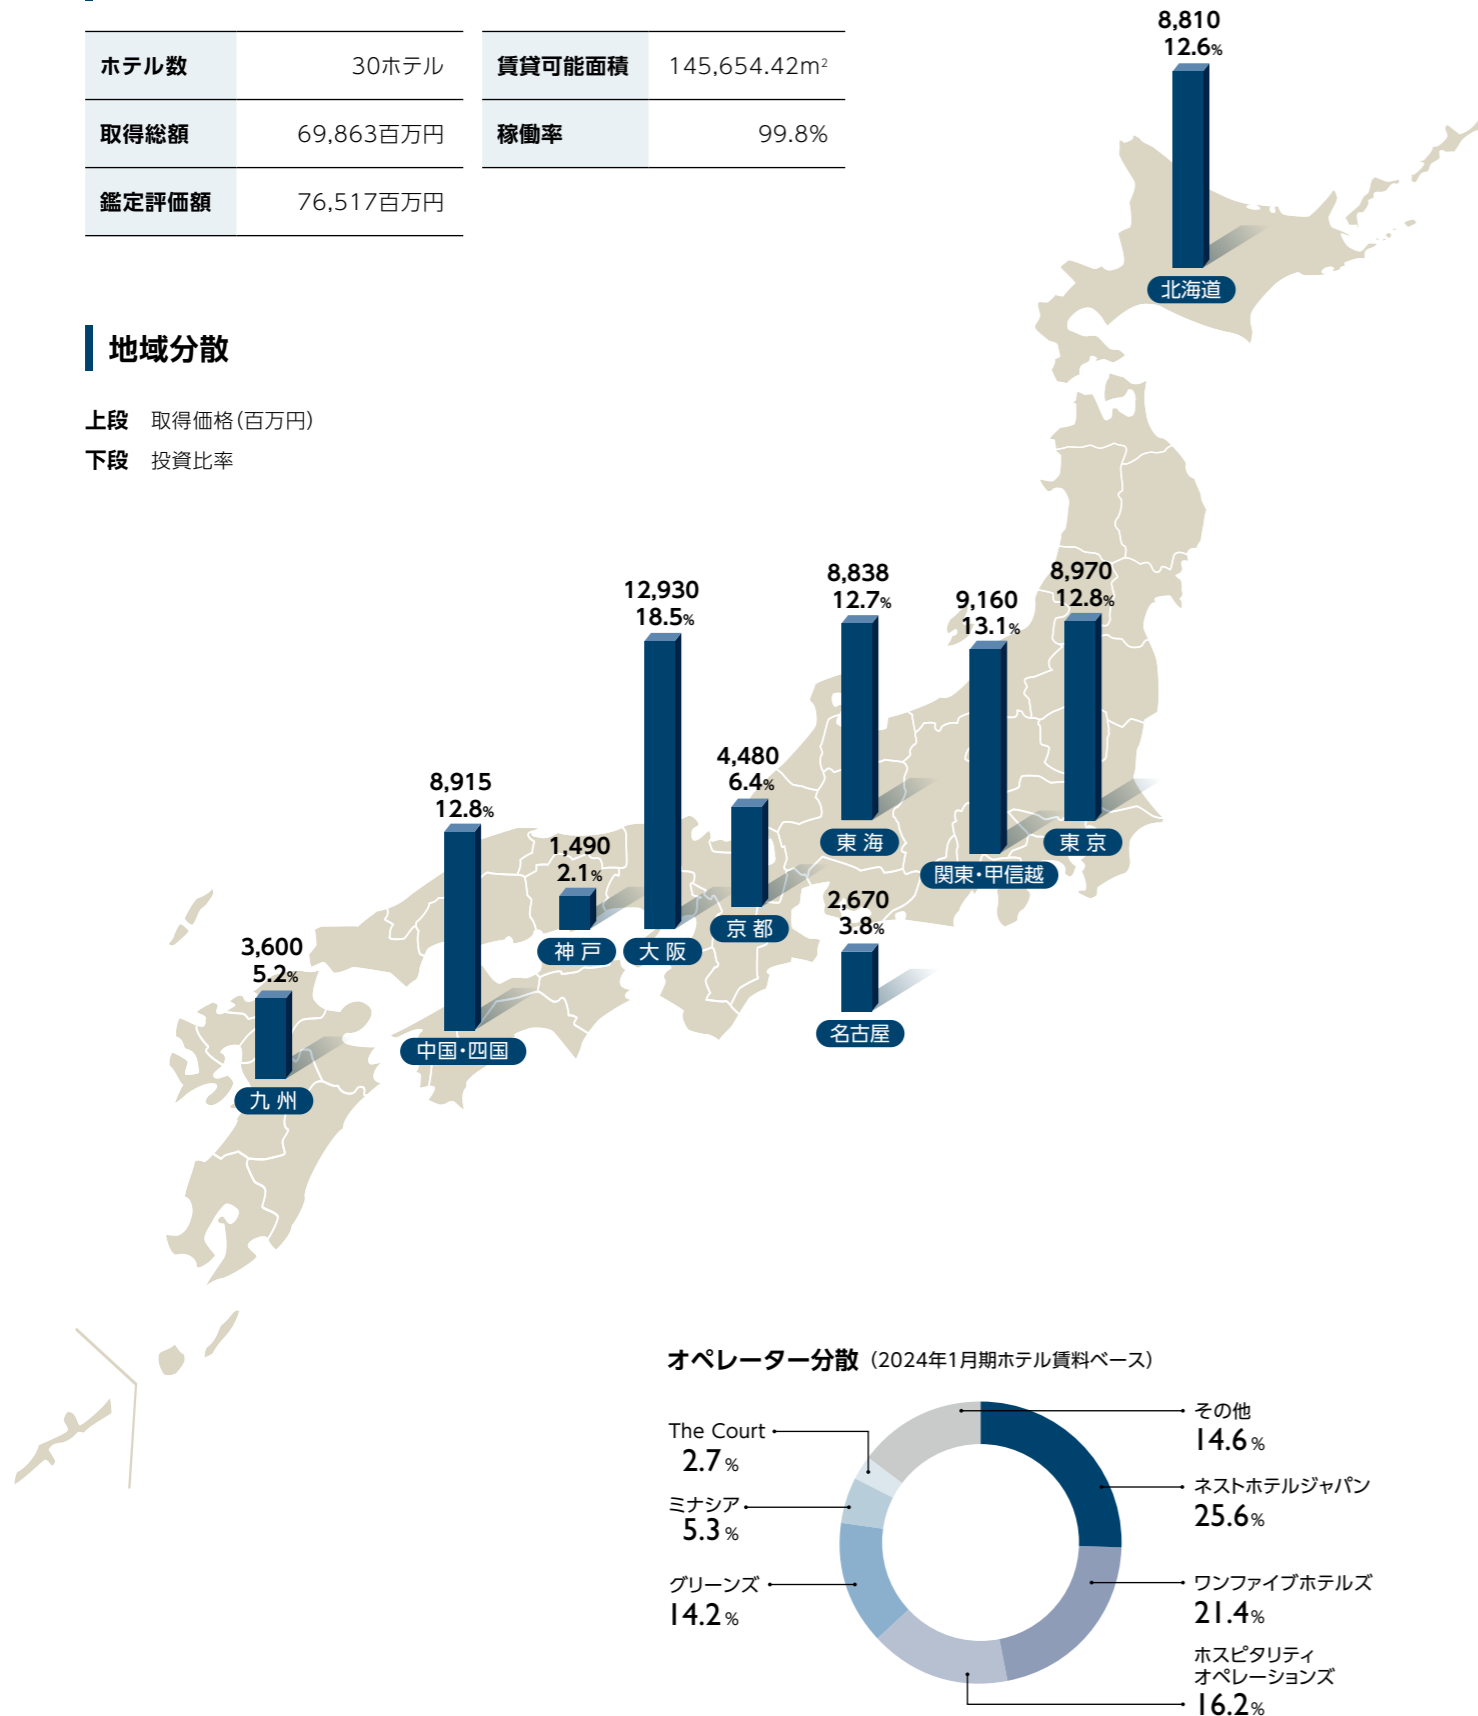 ホテル数 30ホテル
取得総額 69,863百万円
鑑定評価額 76,517百万円
賃貸可能面積 145,654.42m²
稼働率 99.8%
地域分散
上段 取得価格(百万円)
下段 投資比率
8,810
12.6%
北海道
8,970
12.8%
東京
9,160
13.1%
関東・甲信越
8,838
12.7%
東海
2,670
3.8%
名古屋
4,480
6.4%
京都
12,930
18.5%
大阪
1,490
2.1%
神戸
8,915
12.8%
中国・四国
3,600
5.2%
九州
オペレーター分散 (2024年1月期ホテル賃料ベース)
その他
14.6%
ネストホテルジャパン
25.6%
ワンファイブホテルズ
21.4%
ホスピタリティ
オペレーションズ
16.2%
The Court
2.7%
ミナシア
5.3%
グリーンズ
14.2%